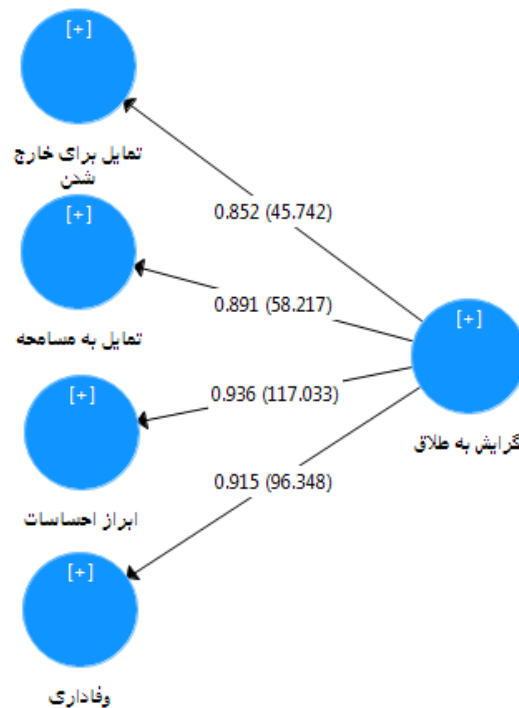 [+]
تمایل برای خارج
شدن
0.852 (45.742)
[+]
تمایل به مسامحه
0.891 (58.217)
[+]
گرایش به طلاق
[+]
ابراز احساسات
0.936 (117.033)
0.915 (96.348)
[+]
وفاداری